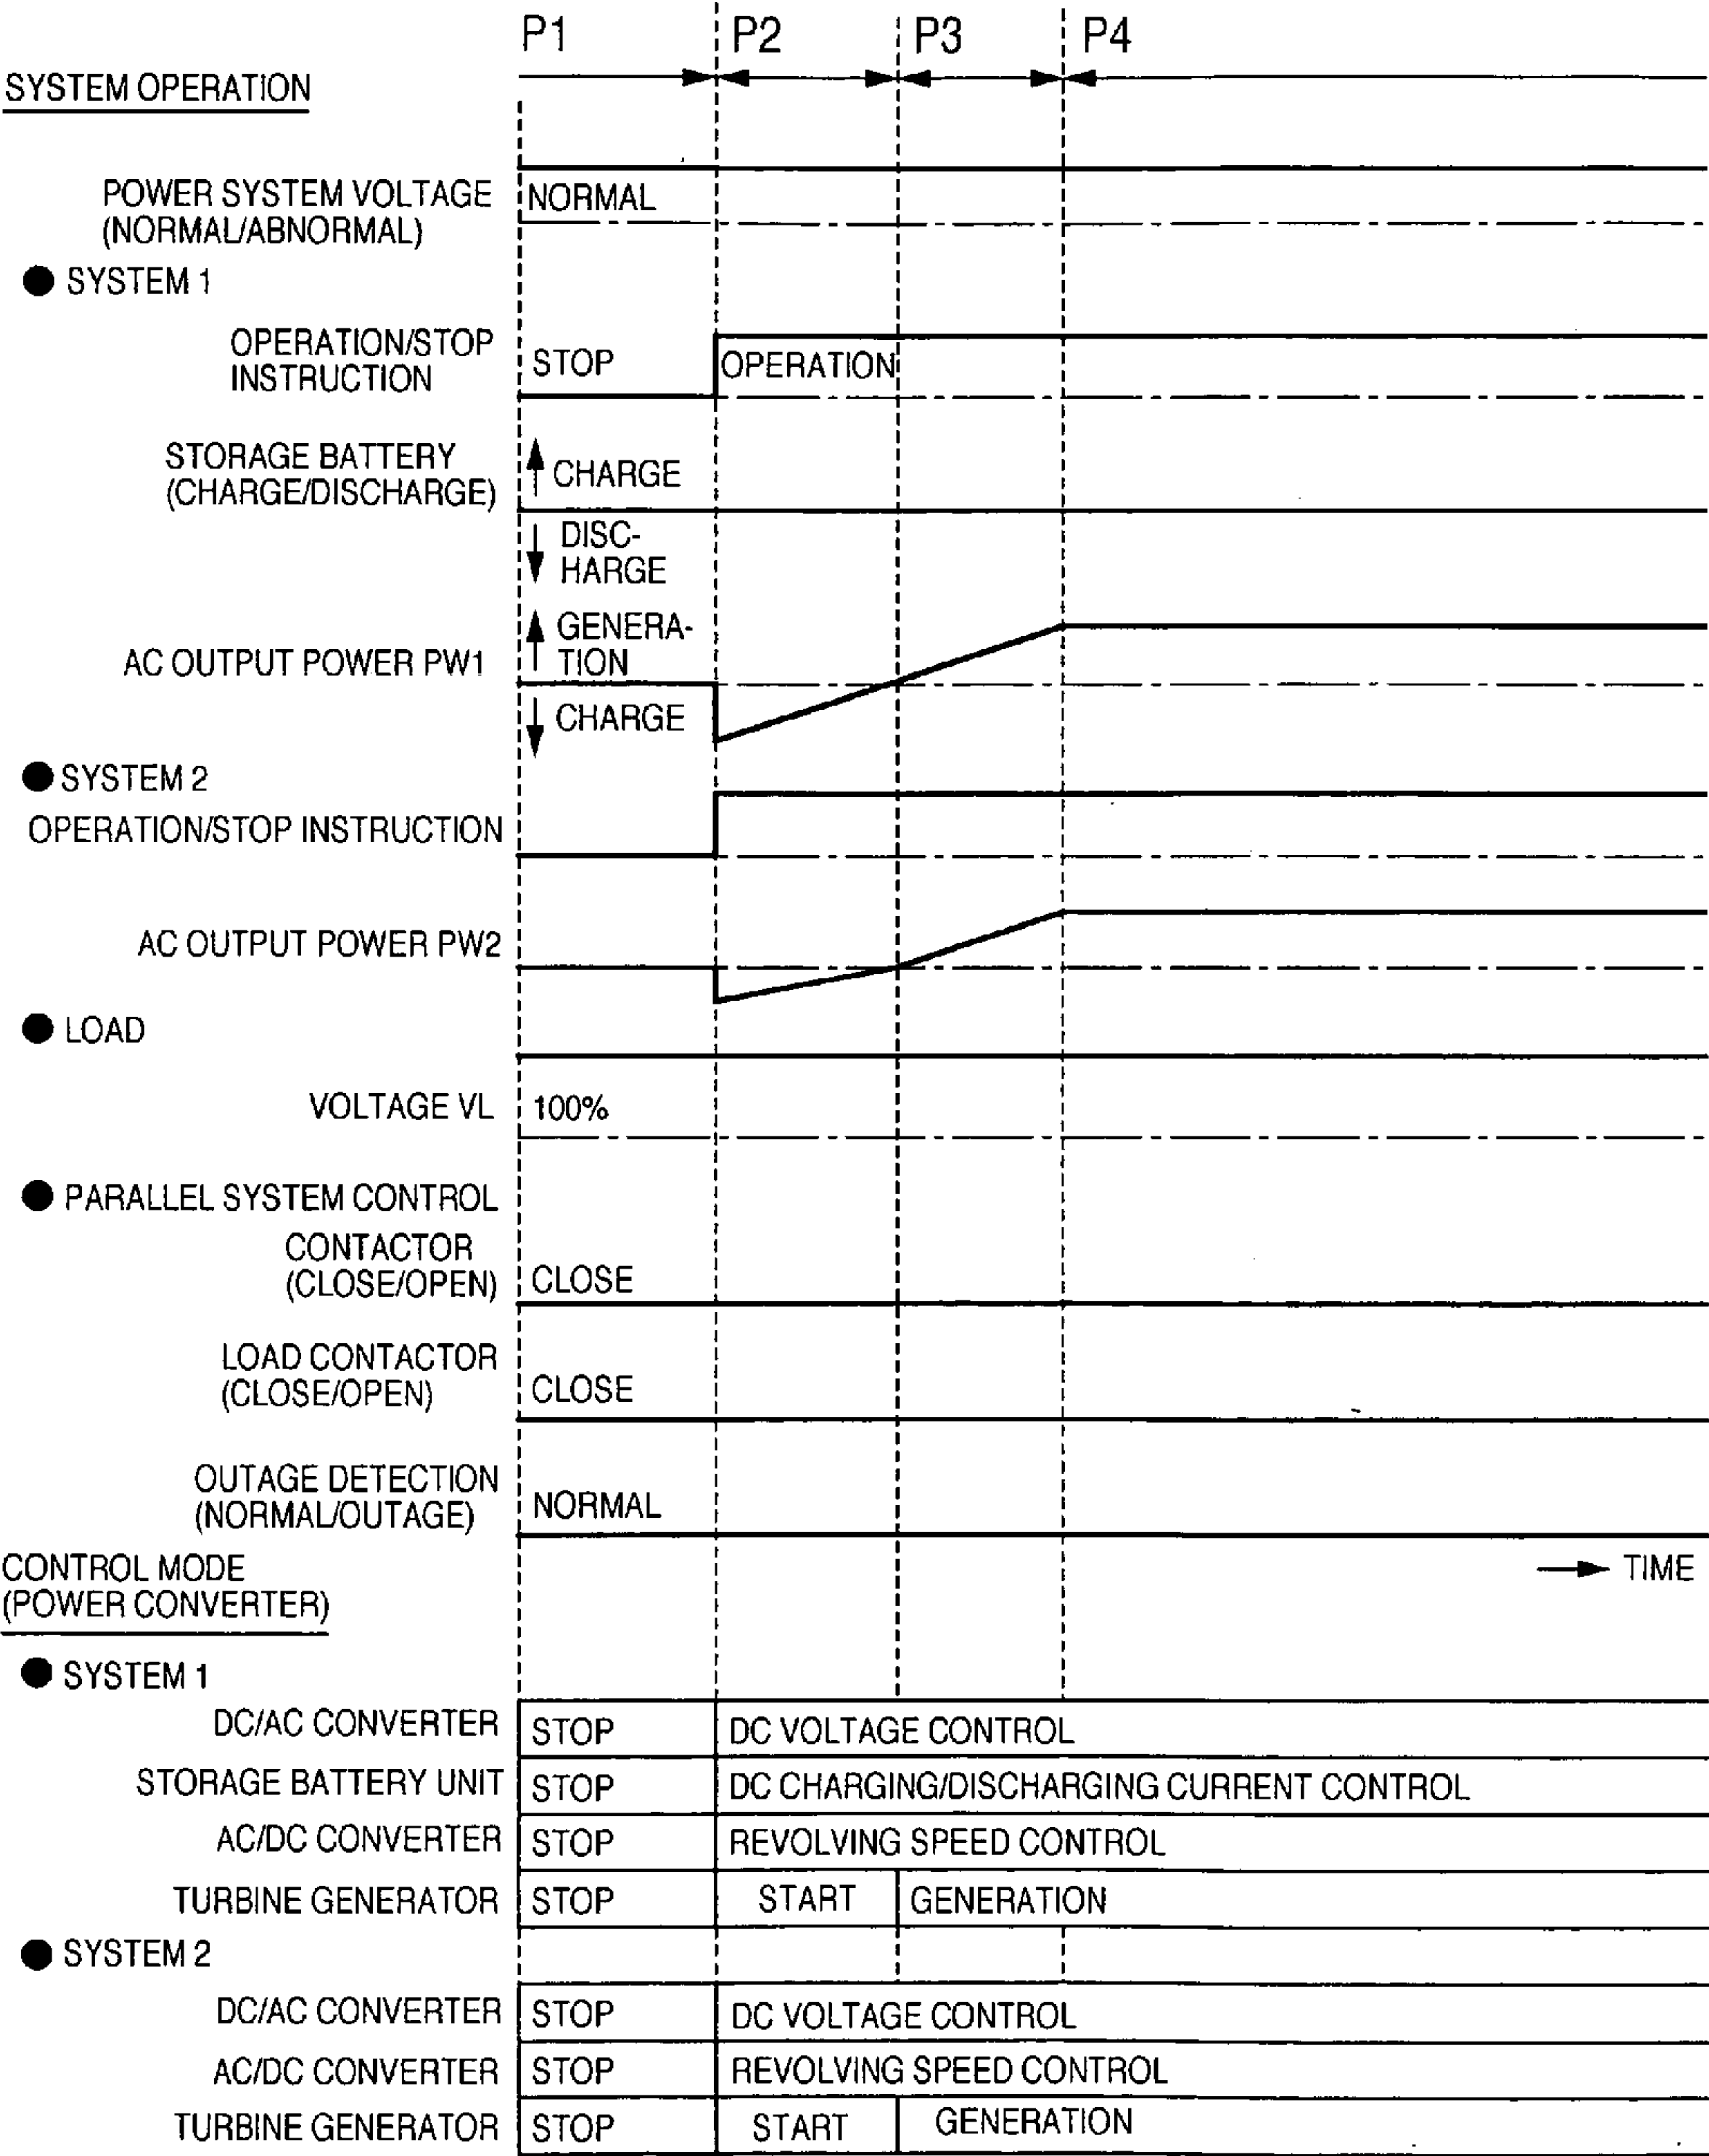 P1 P2 P3 P4
SYSTEM OPERATION
POWER SYSTEM VOLTAGE NORMAL
(NORMAL/ABNORMAL)
● SYSTEM 1
OPERATION/STOP
INSTRUCTION
STOP OPERATION
STORAGE BATTERY
(CHARGE/DISCHARGE)
CHARGE
DISC-
HARGE
GENERA-
TION
AC OUTPUT POWER PW1
CHARGE
● SYSTEM 2
OPERATION/STOP INSTRUCTION
AC OUTPUT POWER PW2
● LOAD
VOLTAGE VL 100%
● PARALLEL SYSTEM CONTROL
CONTACTOR
(CLOSE/OPEN) CLOSE
LOAD CONTACTOR
(CLOSE/OPEN) CLOSE
OUTAGE DETECTION
(NORMAL/OUTAGE) NORMAL
TIME
CONTROL MODE
(POWER CONVERTER)
● SYSTEM 1
DC/AC CONVERTER STOP DC VOLTAGE CONTROL
STORAGE BATTERY UNIT STOP DC CHARGING/DISCHARGING CURRENT CONTROL
AC/DC CONVERTER STOP REVOLVING SPEED CONTROL
TURBINE GENERATOR STOP START GENERATION
● SYSTEM 2
DC/AC CONVERTER STOP DC VOLTAGE CONTROL
AC/DC CONVERTER STOP REVOLVING SPEED CONTROL
TURBINE GENERATOR STOP START GENERATION